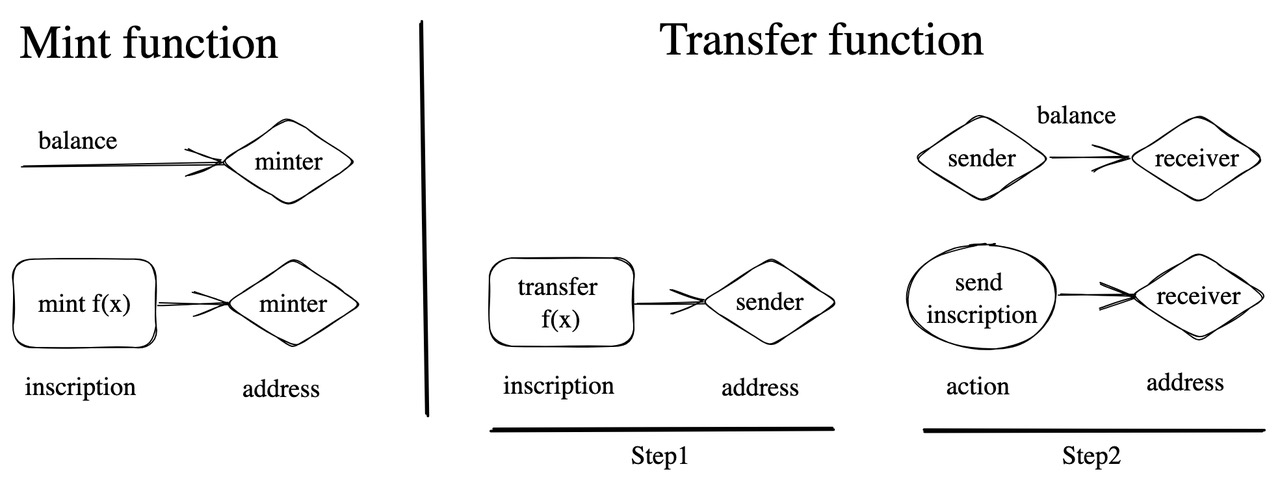 Mint function
balance
minter
mint f(x)
minter
inscription
address
Transfer function
transfer
f(x)
sender
inscription
address
Step1
balance
sender
receiver
send
inscription
receiver
action
address
Step2